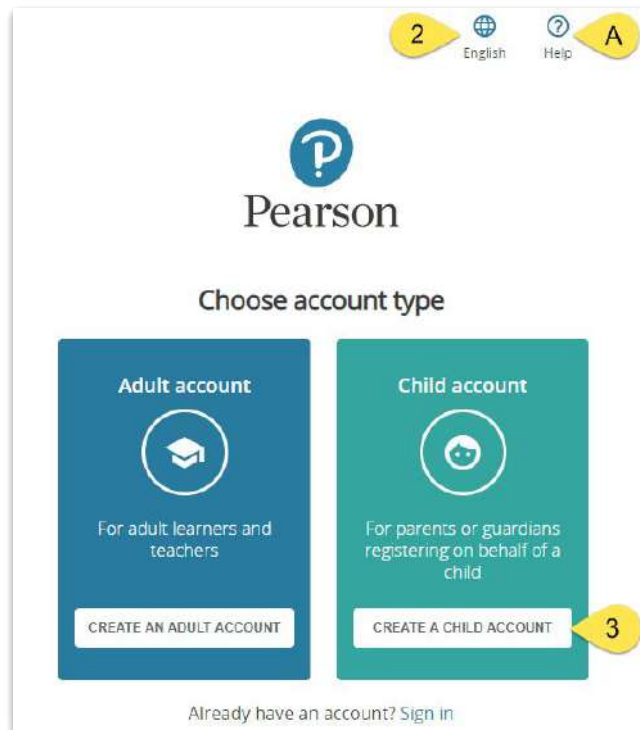 2
English
Help
A
Pearson
Choose account type
Adult account
For adult learners and
teachers
CREATE AN ADULT ACCOUNT
Child account
For parents or guardians
registering on behalf of a
child
CREATE A CHILD ACCOUNT
3
Already have an account? Sign in